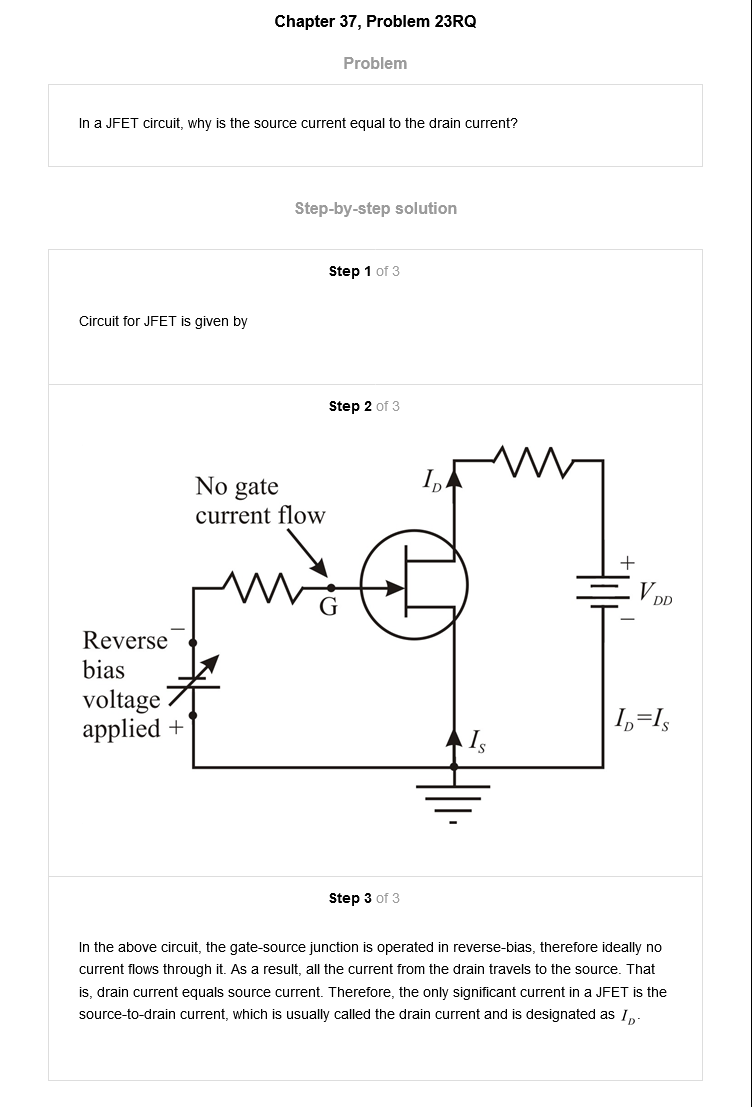 Chapter 37, Problem 23RQ
Problem
In a JFET circuit, why is the source current equal to the drain current?
Step-by-step solution
Step 1 of 3
Circuit for JFET is given by
Step 2 of 3
No gate
current flow
I_D
G
+
V_DD
−
−
Reverse
bias
voltage
applied +
I_D=I_S
I_S
Step 3 of 3
In the above circuit, the gate-source junction is operated in reverse-bias, therefore ideally no
current flows through it. As a result, all the current from the drain travels to the source. That
is, drain current equals source current. Therefore, the only significant current in a JFET is the
source-to-drain current, which is usually called the drain current and is designated as I_D.